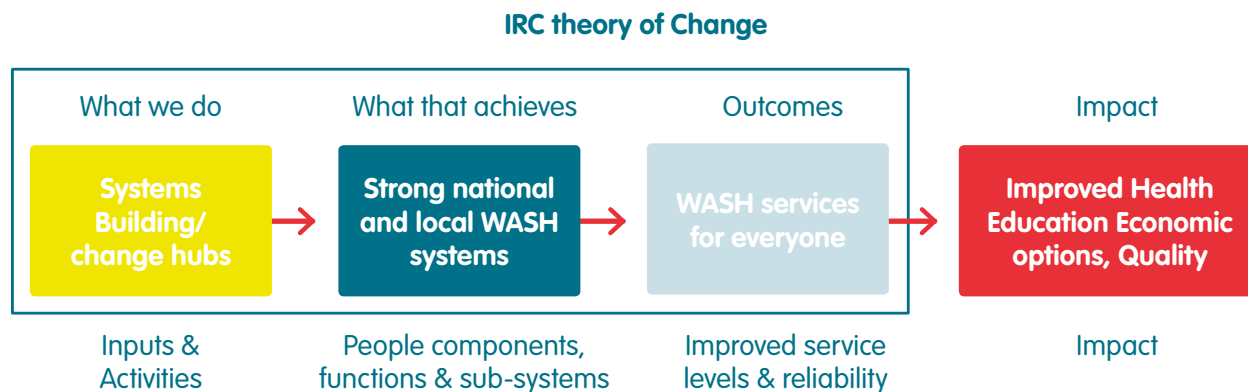 IRC theory of Change
What we do
What that achieves
Outcomes
Impact
Systems
Building/
change hubs
Strong national
and local WASH
systems
WASH services
for everyone
Improved Health
Education Economic
options, Quality
Inputs &
Activities
People components,
functions & sub-systems
Improved service
levels & reliability
Impact